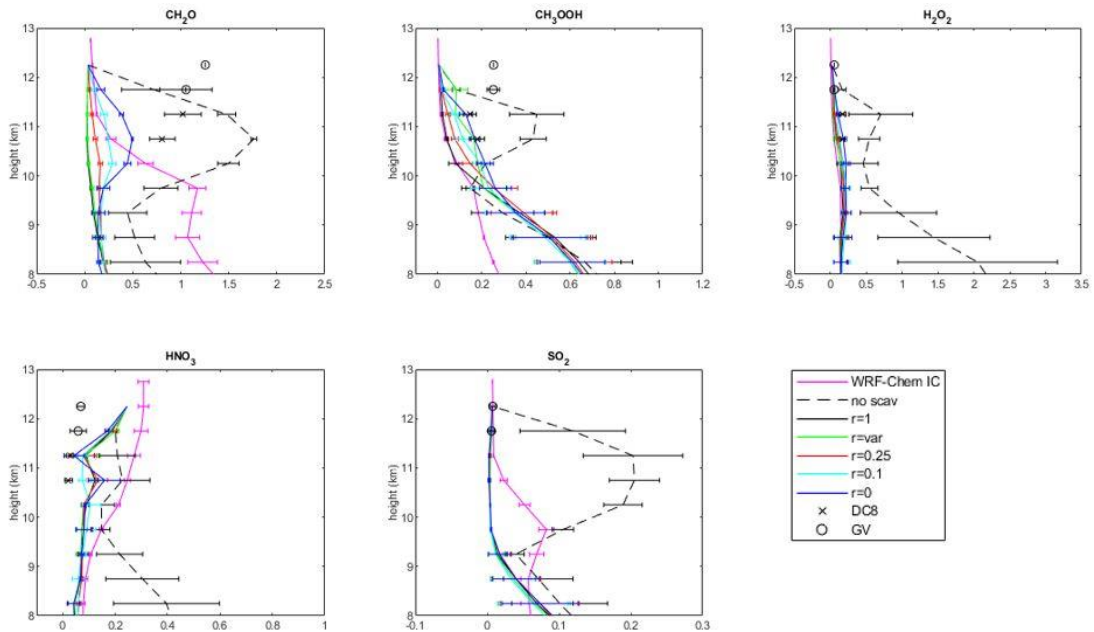 CH2O
13
12
11
10
9
8
height (km)
-0.5 0 0.5 1 1.5 2 2.5
CH3OOH
13
12
11
10
9
8
height (km)
0 0.2 0.4 0.6 0.8 1 1.2
H2O2
13
12
11
10
9
8
height (km)
-0.5 0 0.5 1 1.5 2 2.5 3 3.5
HNO3
13
12
11
10
9
8
height (km)
0 0.2 0.4 0.6 0.8 1
SO2
13
12
11
10
9
8
height (km)
-0.1 0 0.1 0.2 0.3
WRF-Chem IC
no scav
r=1
r=var
r=0.25
r=0.1
r=0
DC8
GV